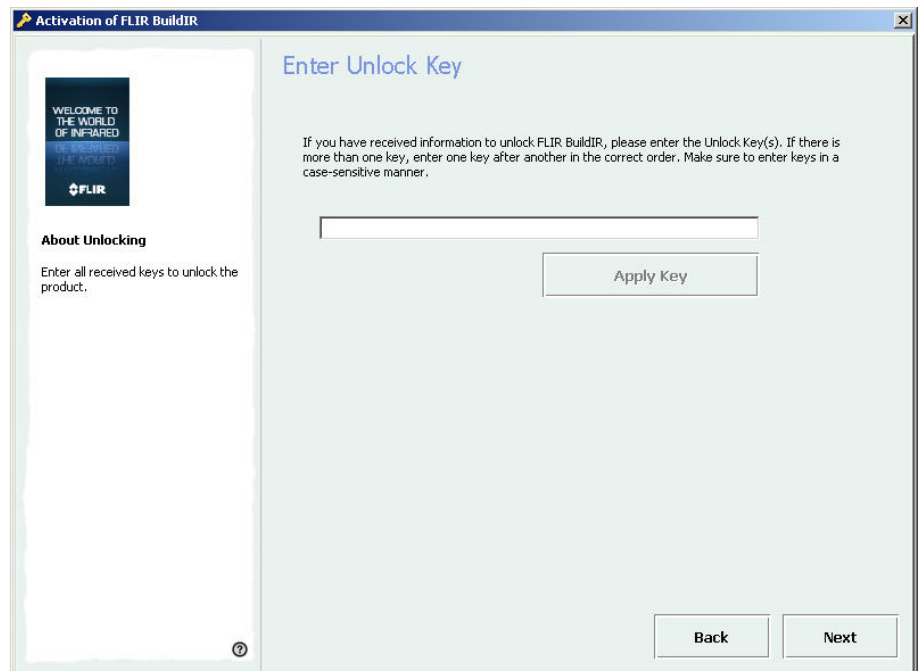 Activation of FLIR BuildIR
WELCOME TO
THE WORLD
OF INFRARED
FLIR
About Unlocking
Enter all received keys to unlock the
product.
Enter Unlock Key
If you have received information to unlock FLIR BuildIR, please enter the Unlock Key(s). If there is
more than one key, enter one key after another in the correct order. Make sure to enter keys in a
case-sensitive manner.
Apply Key
Back
Next